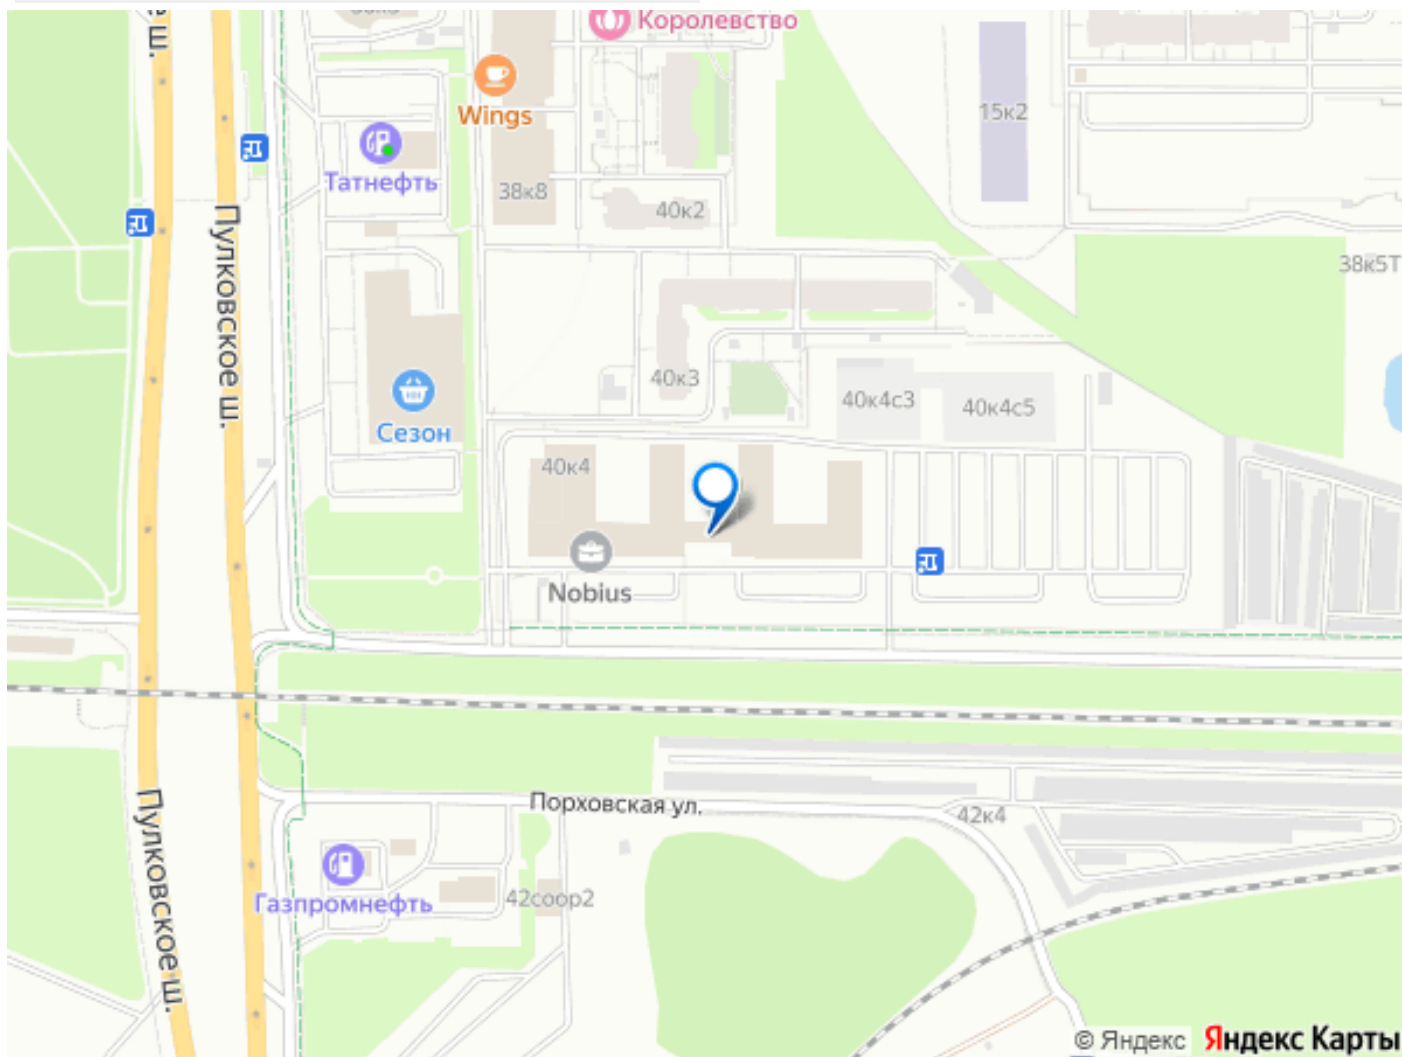 Королевство
ш.
Wings
15к2
Татнефть
38к8
40к2
Пулковское ш.
38к5Т
40к3
40к4с3
40к4с5
Сезон
40к4
Nobius
Порховская ул.
42к4
Пулковское ш.
Газпромнефть
42соор2
© Яндекс Яндекс Карты